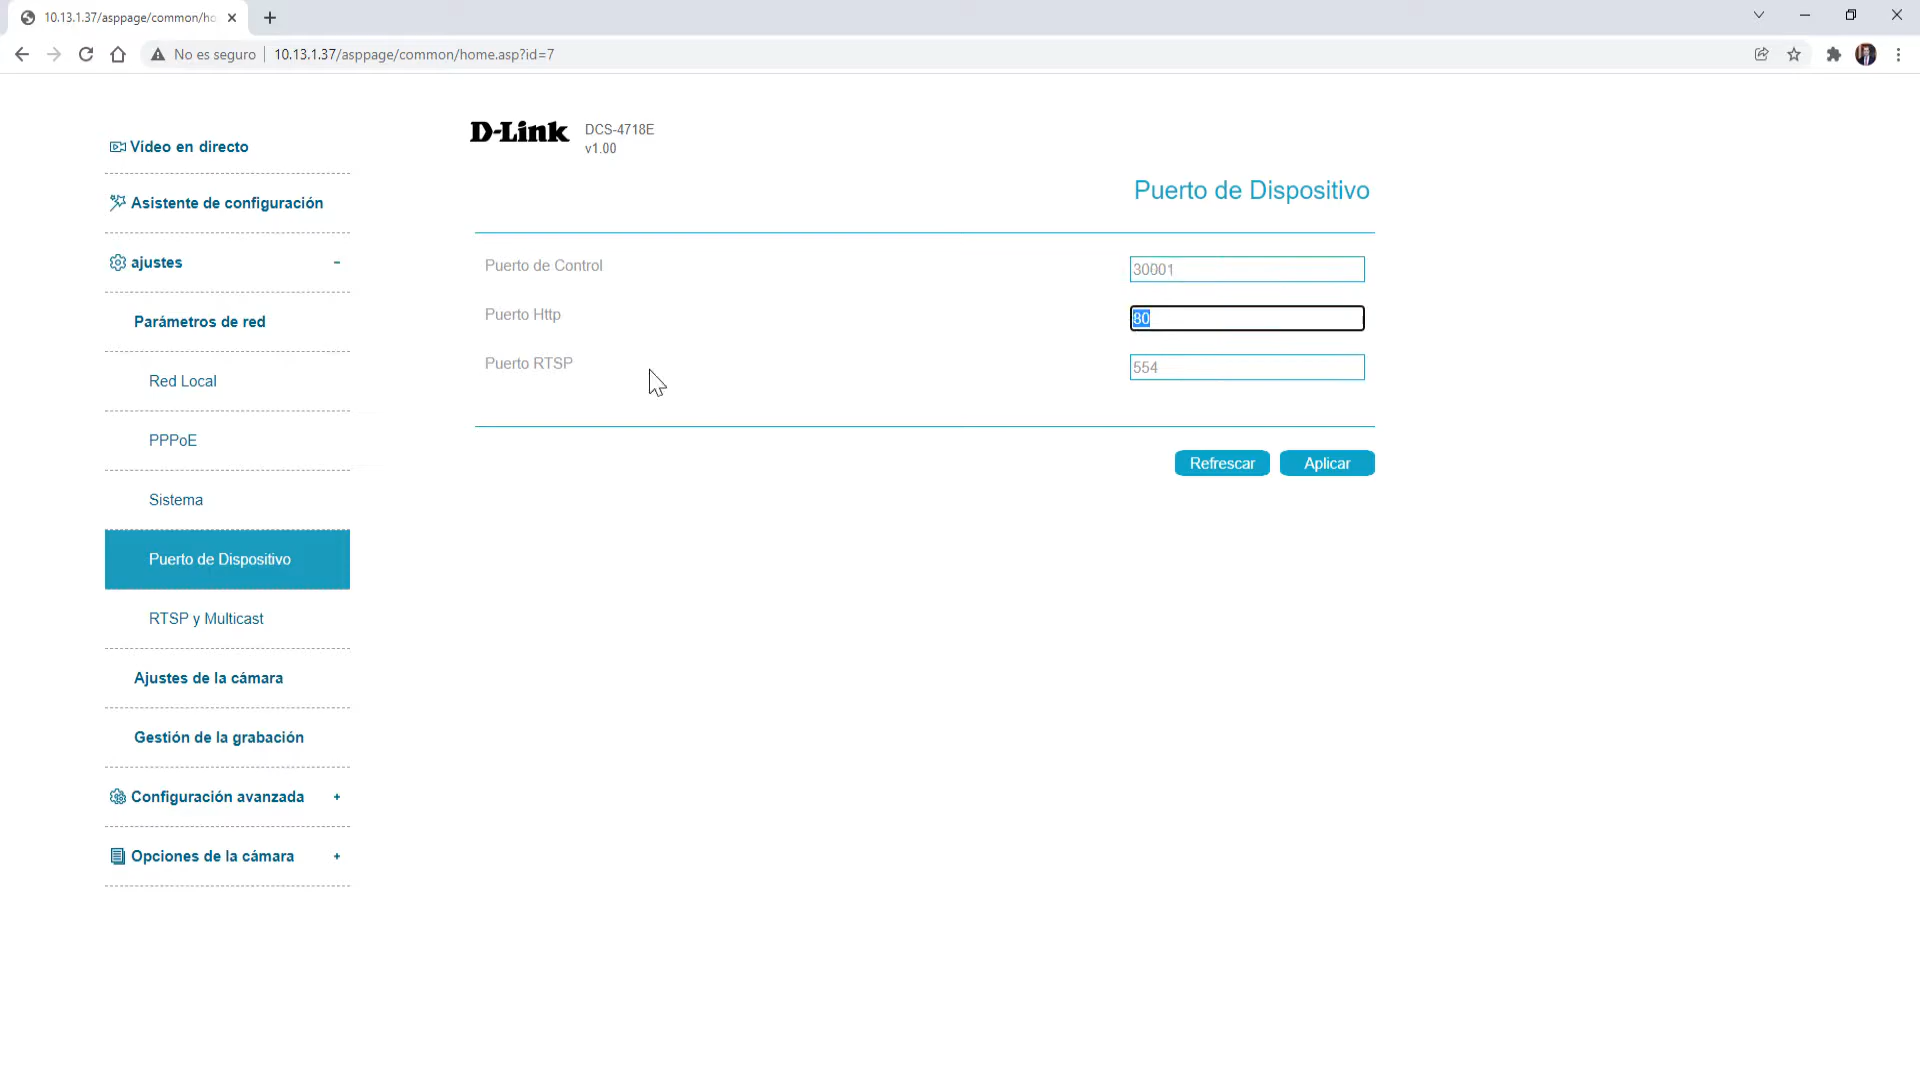 10.13.1.37/asppage/common/ho
No es seguro
10.13.1.37/asppage/common/home.asp?id=7
D-Link
DCS-4718E
v1.00
Vídeo en directo
Asistente de configuración
ajustes
-
Parámetros de red
Red Local
PPPoE
Sistema
Puerto de Dispositivo
RTSP y Multicast
Ajustes de la cámara
Gestión de la grabación
Configuración avanzada
+
Opciones de la cámara
+
Puerto de Dispositivo
Puerto de Control
30001
Puerto Http
80
Puerto RTSP
554
Refrescar
Aplicar